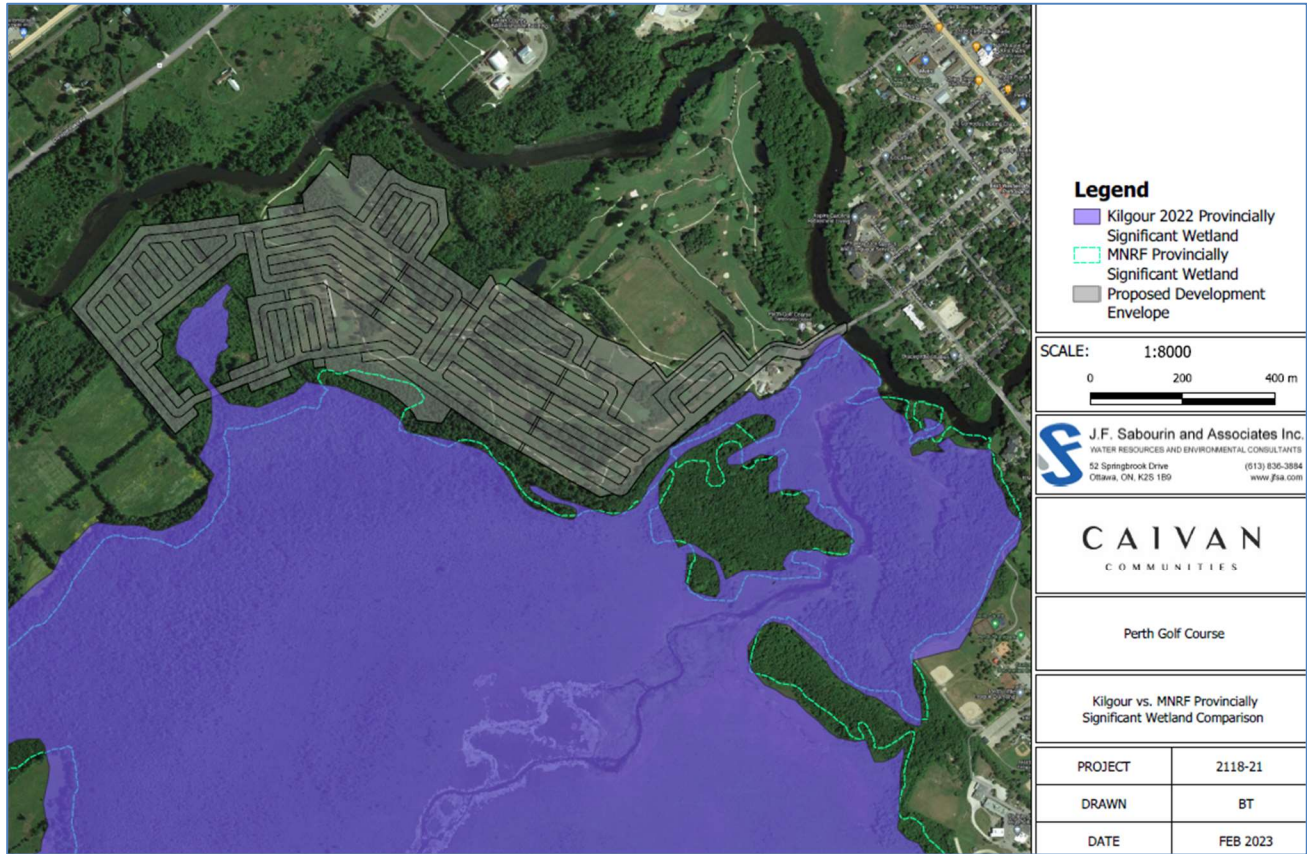 Perth Golf Course
Legend
Kilgour 2022 Provincially
Significant Wetland
MNRF Provincially
Significant Wetland
Proposed Development
Envelope
SCALE: 1:8000
0 200 400 m
J.F. Sabourin and Associates Inc.
WATER RESOURCES AND ENVIRONMENTAL CONSULTANTS
52 Springbrook Drive (613) 836-3884
Ottawa, ON, K2S 1B9 www.jfsa.com
CAIVAN
COMMUNITIES
Perth Golf Course
Kilgour vs. MNRF Provincially
Significant Wetland Comparison
PROJECT 2118-21
DRAWN BT
DATE FEB 2023